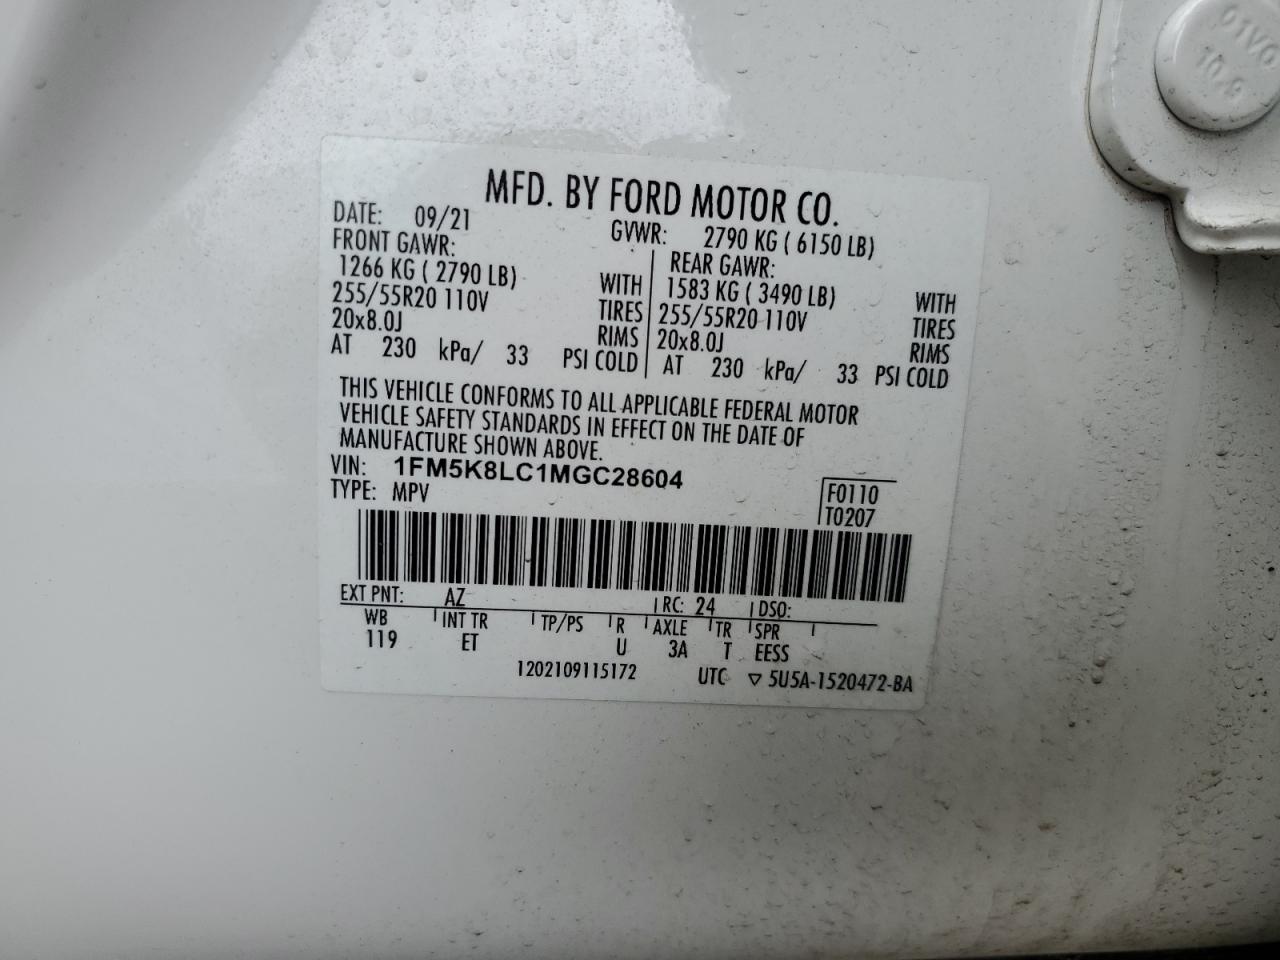 01VO
10.9
MFD. BY FORD MOTOR CO.
DATE: 09/21 GVWR: 2790 KG ( 6150 LB)
FRONT GAWR: REAR GAWR:
1266 KG ( 2790 LB) WITH 1583 KG ( 3490 LB) WITH
255/55R20 110V TIRES 255/55R20 110V TIRES
20x8.0J RIMS 20x8.0J RIMS
AT 230 kPa/ 33 PSI COLD AT 230 kPa/ 33 PSI COLD
THIS VEHICLE CONFORMS TO ALL APPLICABLE FEDERAL MOTOR
VEHICLE SAFETY STANDARDS IN EFFECT ON THE DATE OF
MANUFACTURE SHOWN ABOVE.
VIN: 1FM5K8LC1MGC28604
TYPE: MPV F0110
T0207
EXT PNT: AZ RC: 24 DSO:
WB INT TR TP/PS R AXLE TR SPR
119 ET U 3A T EESS
1202109115172 UTC ▽ 5U5A-1520472-BA